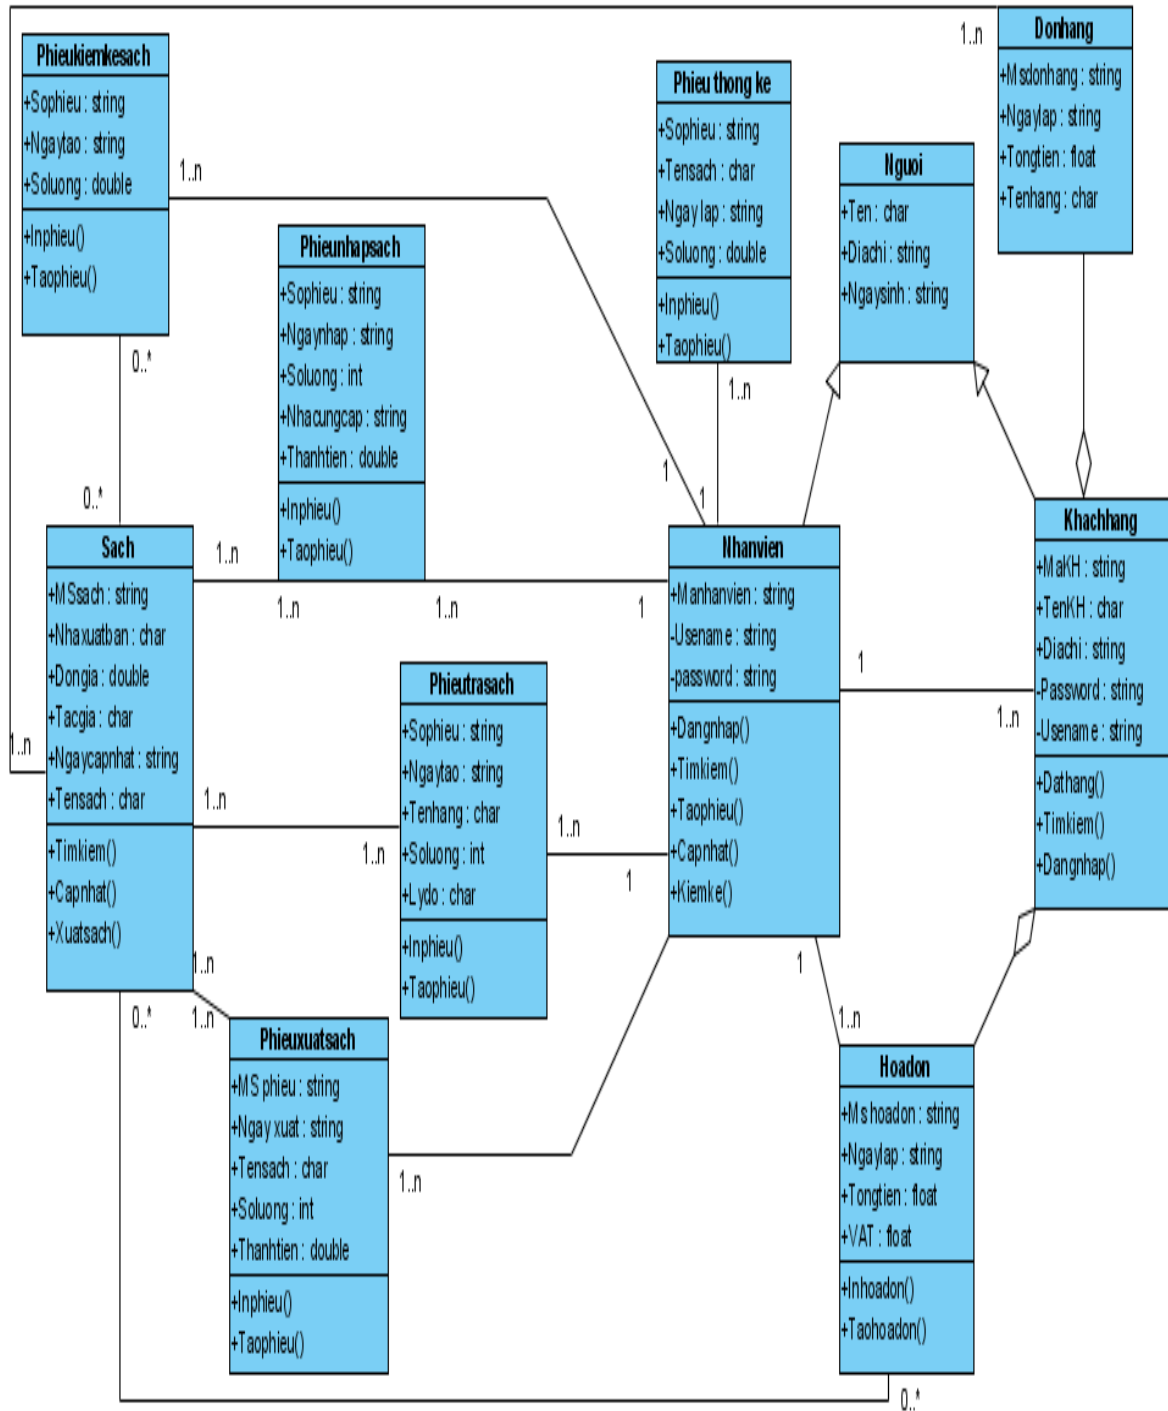 Phieukiemkesach
+Sophieu : string
+Ngaytao : string
+Soluong : double
+Inphieu()
+Taophieu()
1..n
0..*
0..*
Phieunhapsach
+Sophieu : string
+Ngaynhap : string
+Soluong : int
+Nhacungcap : string
+Thanhtien : double
+Inphieu()
+Taophieu()
Phieu thong ke
+Sophieu : string
+Tensach : char
+Ngay lap : string
+Soluong : double
+Inphieu()
+Taophieu()
1..n
1
1
Nguoi
+Ten : char
+Diachi : string
+Ngaysinh : string
1..n
Donhang
+Msdonhang : string
+Ngaylap : string
+Tongtien : float
+Tenhang : char
Sach
+MSsach : string
+Nhaxuatban : char
+Dongia : double
+Tacgia : char
+Ngaycapnhat : string
+Tensach : char
+Timkiem()
+Capnhat()
+Xuatsach()
1..n
1..n
1..n
1..n
1
Nhanvien
+Manhanvien : string
-Usename : string
-password : string
+Dangnhap()
+Timkiem()
+Taophieu()
+Capnhat()
+Kiemke()
1
1..n
Khachhang
+MaKH : string
+TenKH : char
+Diachi : string
-Password : string
-Usename : string
+Dathang()
+Timkiem()
+Dangnhap()
Phieutrasach
+Sophieu : string
+Ngaytao : string
+Tenhang : char
+Soluong : int
+Lydo : char
+Inphieu()
+Taophieu()
1..n
1..n
1..n
1
1..n
1..n
0..*
Phieuxuatsach
+MS phieu : string
+Ngay xuat : string
+Tensach : char
+Soluong : int
+Thanhtien : double
+Inphieu()
+Taophieu()
1..n
1
1..n
Hoadon
+Ms hoadon : string
+Ngaylap : string
+Tongtien : float
+VAT : float
+Inhoadon()
+Taohoadon()
0..*